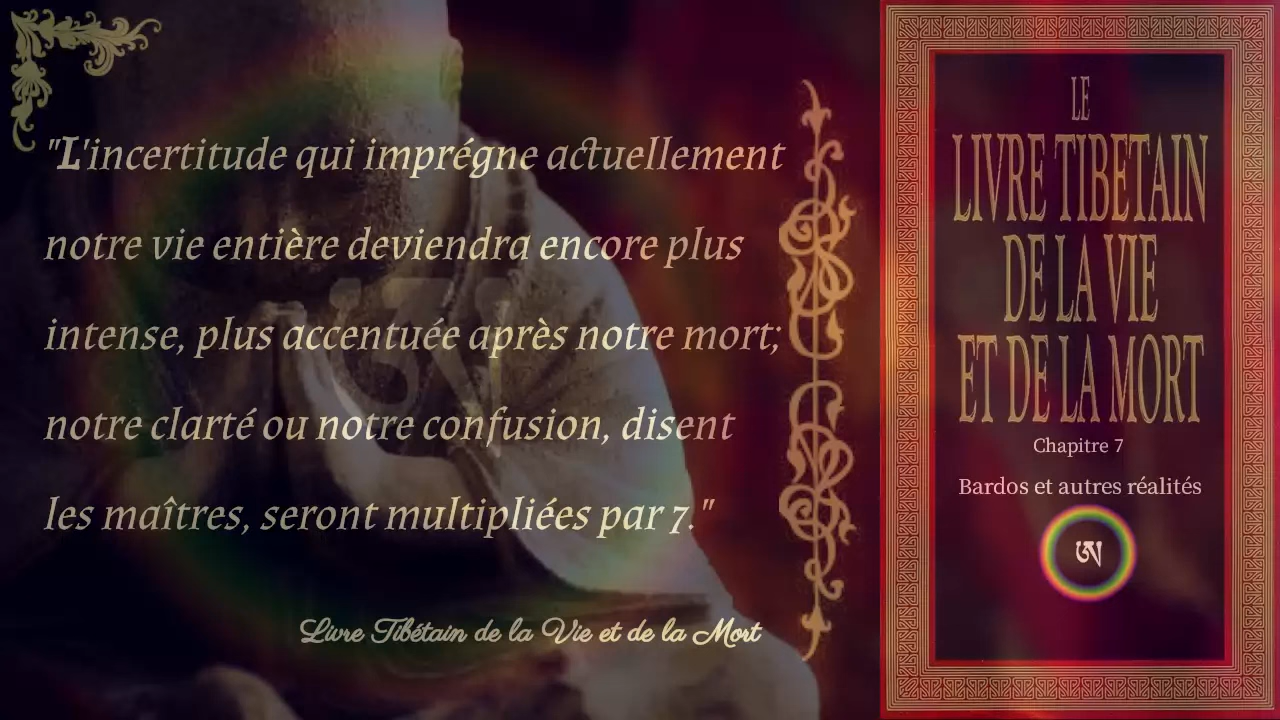 "L'incertitude qui imprégne actuellement
notre vie entière deviendra encore plus
intense, plus accentuée après notre mort;
notre clarté ou notre confusion, disent
les maîtres, seront multipliées par 7."
Livre Tibétain de la Vie et de la Mort
LE
LIVRE TIBETAIN
DE LA VIE
ET DE LA MORT
Chapitre 7
Bardos et autres réalités
ཨ